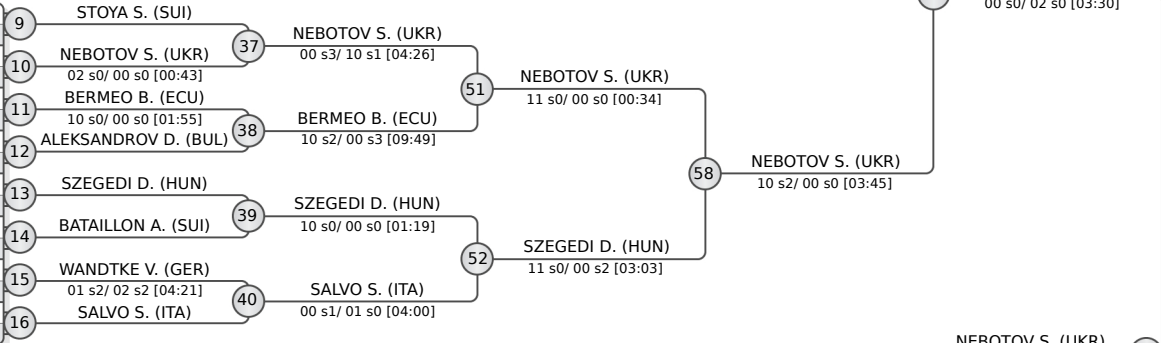 00 s0/ 02 s0 [03:30]
9
STOYA S. (SUI)
37
NEBOTOV S. (UKR)
00 s3/ 10 s1 [04:26]
10
NEBOTOV S. (UKR)
02 s0/ 00 s0 [00:43]
51
NEBOTOV S. (UKR)
11 s0/ 00 s0 [00:34]
11
BERMEO B. (ECU)
10 s0/ 00 s0 [01:55]
38
BERMEO B. (ECU)
10 s2/ 00 s3 [09:49]
12
ALEKSANDROV D. (BUL)
58
NEBOTOV S. (UKR)
10 s2/ 00 s0 [03:45]
13
SZEGEDI D. (HUN)
39
SZEGEDI D. (HUN)
10 s0/ 00 s0 [01:19]
14
BATAILLON A. (SUI)
52
SZEGEDI D. (HUN)
11 s0/ 00 s2 [03:03]
15
WANDTKE V. (GER)
01 s2/ 02 s2 [04:21]
40
SALVO S. (ITA)
00 s1/ 01 s0 [04:00]
16
SALVO S. (ITA)
NEBOTOV S. (UKR)